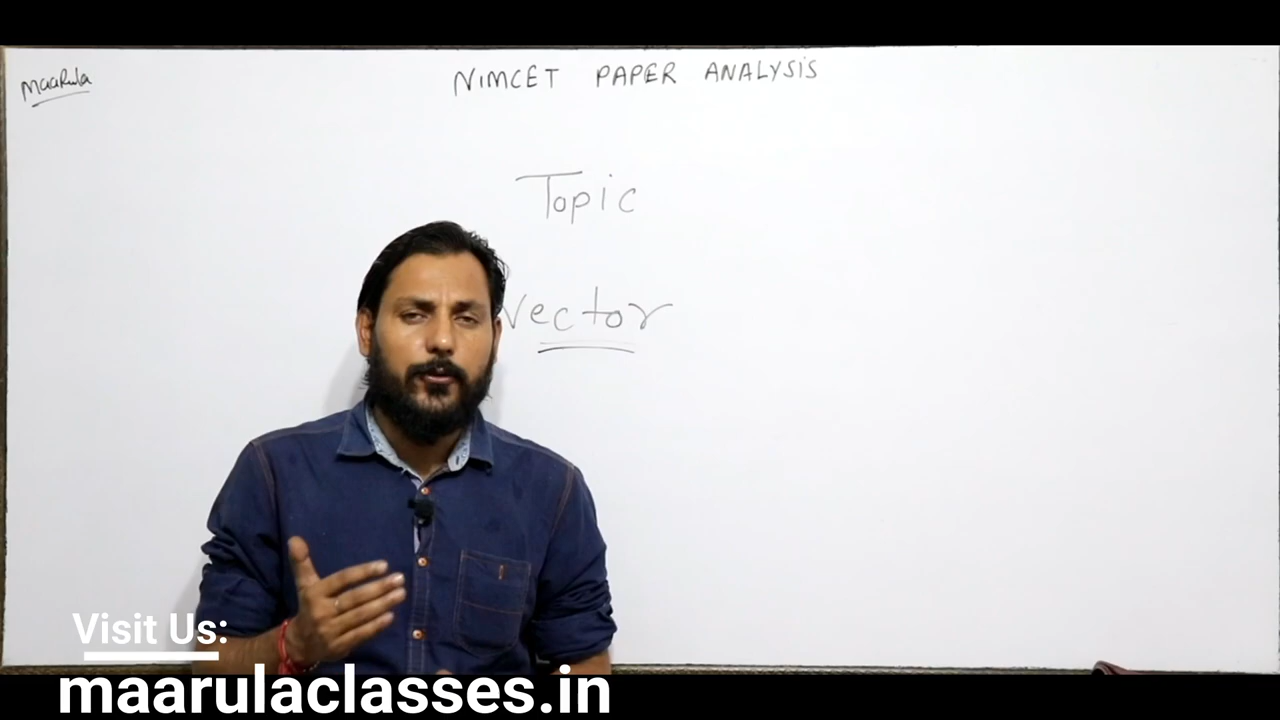 MaaRula
NIMCET PAPER ANALYSIS
Topic
Vector
Visit Us:
maarulaclasses.in